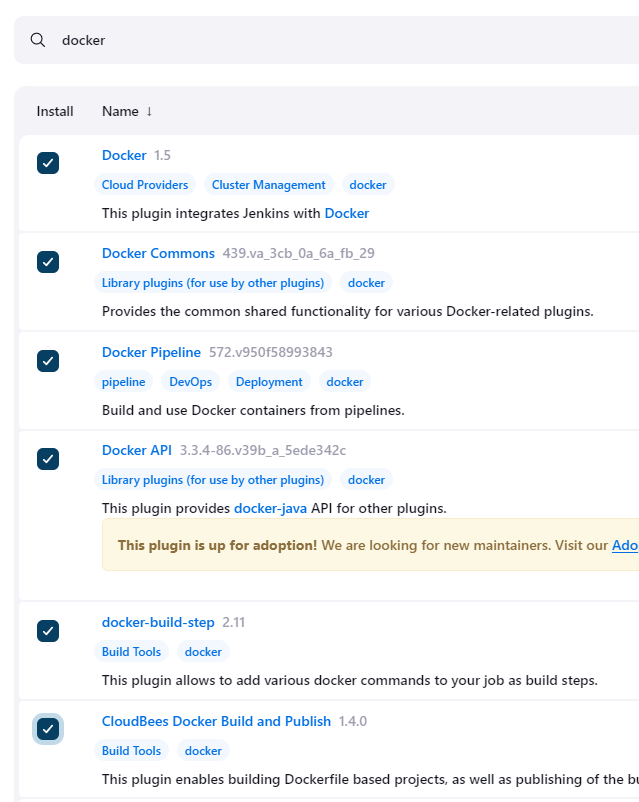 docker
Install Name ↓
Docker 1.5
Cloud Providers Cluster Management docker
This plugin integrates Jenkins with Docker
Docker Commons 439.va_3cb_0a_6a_fb_29
Library plugins (for use by other plugins) docker
Provides the common shared functionality for various Docker-related plugins.
Docker Pipeline 572.v950f58993843
pipeline DevOps Deployment docker
Build and use Docker containers from pipelines.
Docker API 3.3.4-86.v39b_a_5ede342c
Library plugins (for use by other plugins) docker
This plugin provides docker-java API for other plugins.
This plugin is up for adoption! We are looking for new maintainers. Visit our Ado
docker-build-step 2.11
Build Tools docker
This plugin allows to add various docker commands to your job as build steps.
CloudBees Docker Build and Publish 1.4.0
Build Tools docker
This plugin enables building Dockerfile based projects, as well as publishing of the bu